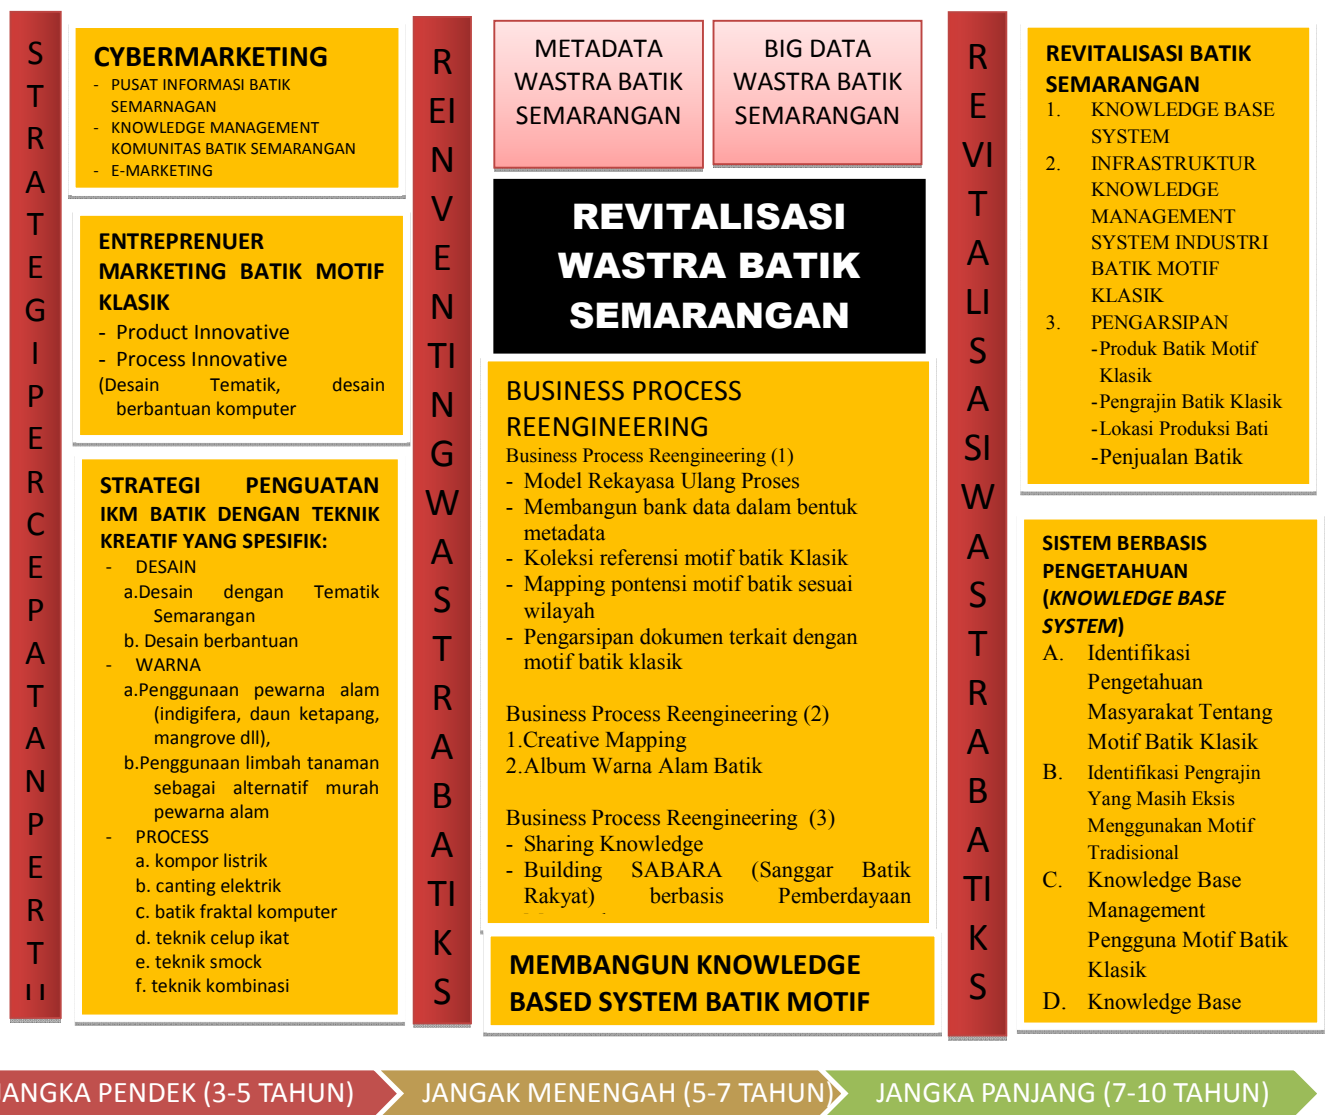 S
T
R
A
T
E
G
I
P
E
R
C
E
P
A
T
A
N
P
E
R
T
CYBERMARKETING
- PUSAT INFORMASI BATIK
SEMARNAGAN
- KNOWLEDGE MANAGEMENT
KOMUNITAS BATIK SEMARANGAN
- E-MARKETING
ENTREPRENUER
MARKETING BATIK MOTIF
KLASIK
- Product Innovative
- Process Innovative
(Desain Tematik, desain
berbantuan komputer
STRATEGI PENGUATAN
IKM BATIK DENGAN TEKNIK
KREATIF YANG SPESIFIK:
- DESAIN
a.Desain dengan Tematik
Semarangan
b. Desain berbantuan
- WARNA
a.Penggunaan pewarna alam
(indigifera, daun ketapang,
mangrove dll),
b.Penggunaan limbah tanaman
sebagai alternatif murah
pewarna alam
- PROCESS
a. kompor listrik
b. canting elektrik
c. batik fraktal komputer
d. teknik celup ikat
e. teknik smock
f. teknik kombinasi
R
EI
N
V
E
N
TI
N
G
W
A
S
T
R
A
B
A
TI
K
S
METADATA
WASTRA BATIK
SEMARANGAN
BIG DATA
WASTRA BATIK
SEMARANGAN
REVITALISASI
WASTRA BATIK
SEMARANGAN
BUSINESS PROCESS
REENGINEERING
Business Process Reengineering (1)
- Model Rekayasa Ulang Proses
- Membangun bank data dalam bentuk
metadata
- Koleksi referensi motif batik Klasik
- Mapping pontensi motif batik sesuai
wilayah
- Pengarsipan dokumen terkait dengan
motif batik klasik
Business Process Reengineering (2)
1.Creative Mapping
2.Album Warna Alam Batik
Business Process Reengineering (3)
- Sharing Knowledge
- Building SABARA (Sanggar Batik
Rakyat) berbasis Pemberdayaan
MEMBANGUN KNOWLEDGE
BASED SYSTEM BATIK MOTIF
R
E
VI
T
A
LI
S
A
SI
W
A
S
T
R
A
B
A
TI
K
S
REVITALISASI BATIK
SEMARANGAN
1. KNOWLEDGE BASE
SYSTEM
2. INFRASTRUKTUR
KNOWLEDGE
MANAGEMENT
SYSTEM INDUSTRI
BATIK MOTIF
KLASIK
3. PENGARSIPAN
-Produk Batik Motif
Klasik
-Pengrajin Batik Klasik
-Lokasi Produksi Bati
-Penjualan Batik
SISTEM BERBASIS
PENGETAHUAN
(KNOWLEDGE BASE
SYSTEM)
A. Identifikasi
Pengetahuan
Masyarakat Tentang
Motif Batik Klasik
B. Identifikasi Pengrajin
Yang Masih Eksis
Menggunakan Motif
Tradisional
C. Knowledge Base
Management
Pengguna Motif Batik
Klasik
D. Knowledge Base
JANGKA PENDEK (3-5 TAHUN)
JANGAK MENENGAH (5-7 TAHUN)
JANGKA PANJANG (7-10 TAHUN)